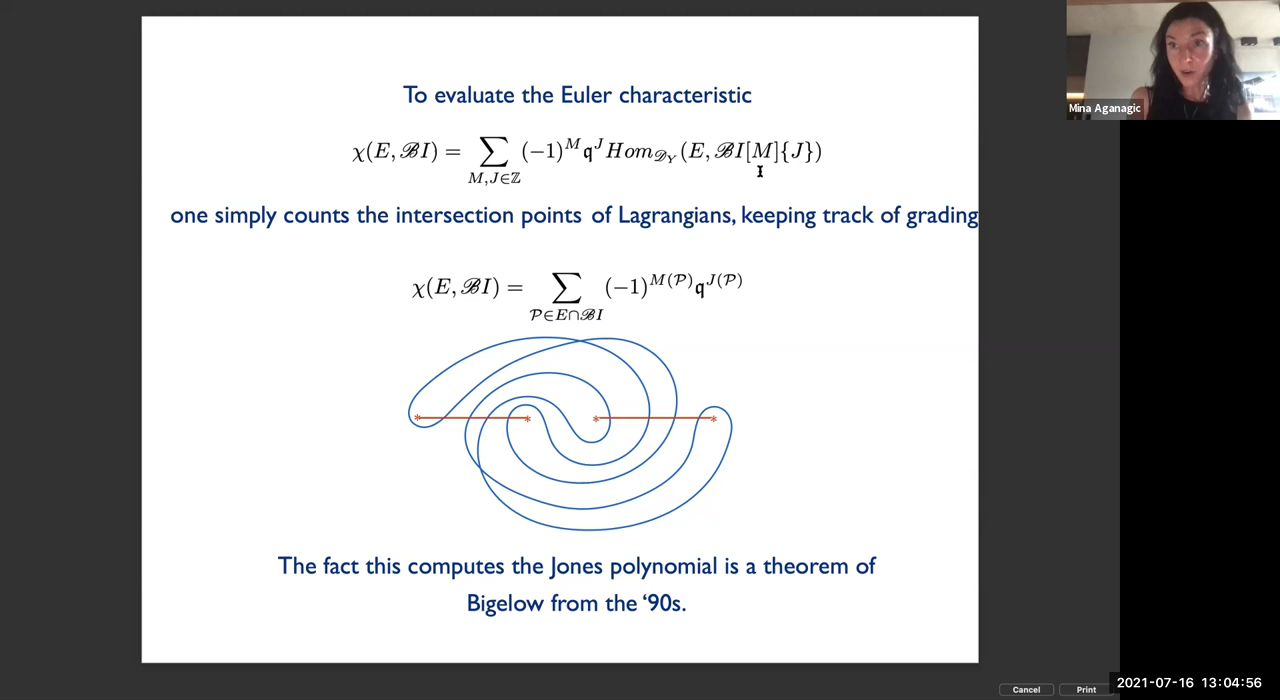 To evaluate the Euler characteristic
χ(E, ℬI) = ∑_{M,J∈ℤ} (−1)^M 𝔮^J Hom_{𝒟_Y}(E, ℬI[M]{J})
one simply counts the intersection points of Lagrangians, keeping track of grading
χ(E, ℬI) = ∑_{𝒫∈E∩ℬI} (−1)^{M(𝒫)} 𝔮^{J(𝒫)}
The fact this computes the Jones polynomial is a theorem of
Bigelow from the ‘90s.
Mina Aganagic
Cancel
Print
2021-07-16 13:04:56